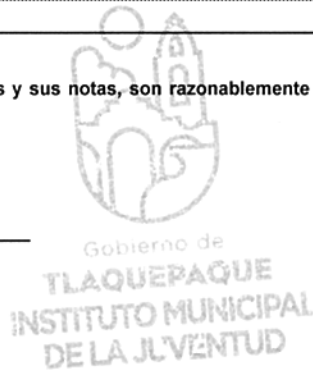 s y sus notas, son razonablemente
Gobierno de
TLAQUEPAQUE
INSTITUTO MUNICIPAL
DE LA JUVENTUD